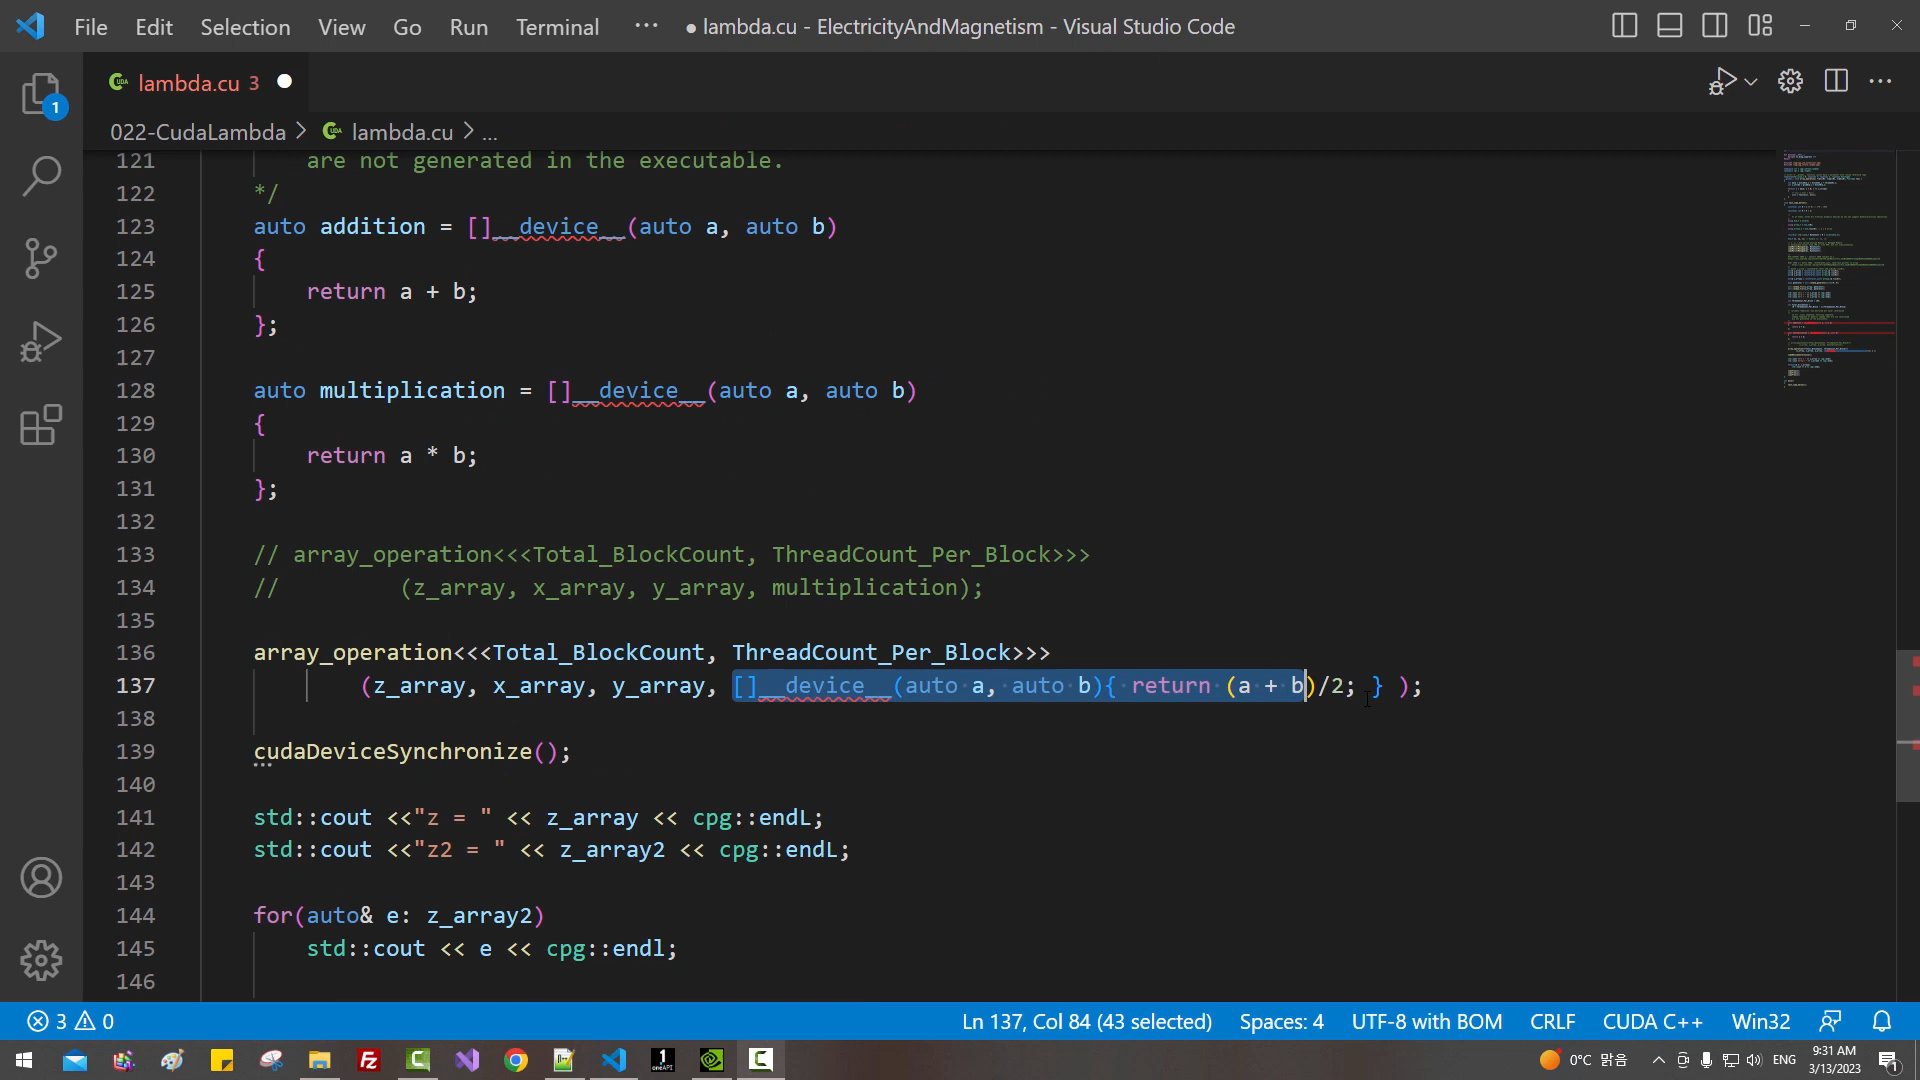 File Edit Selection View Go Run Terminal ··· ● lambda.cu - ElectricityAndMagnetism - Visual Studio Code
lambda.cu 3
022-CudaLambda > lambda.cu > ...
121 are not generated in the executable.
122 */
123 auto addition = []__device__(auto a, auto b)
124 {
125 return a + b;
126 };
127
128 auto multiplication = []__device__(auto a, auto b)
129 {
130 return a * b;
131 };
132
133 // array_operation<<<Total_BlockCount, ThreadCount_Per_Block>>>
134 // (z_array, x_array, y_array, multiplication);
135
136 array_operation<<<Total_BlockCount, ThreadCount_Per_Block>>>
137 (z_array, x_array, y_array, []__device__(auto a, auto b){ return (a + b)/2; } );
138
139 cudaDeviceSynchronize();
140
141 std::cout <<"z = " << z_array << cpg::endL;
142 std::cout <<"z2 = " << z_array2 << cpg::endL;
143
144 for(auto& e: z_array2)
145 std::cout << e << cpg::endl;
146
1
3 0 Ln 137, Col 84 (43 selected) Spaces: 4 UTF-8 with BOM CRLF CUDA C++ Win32
0°C 맑음 ENG 9:31 AM
3/13/2023